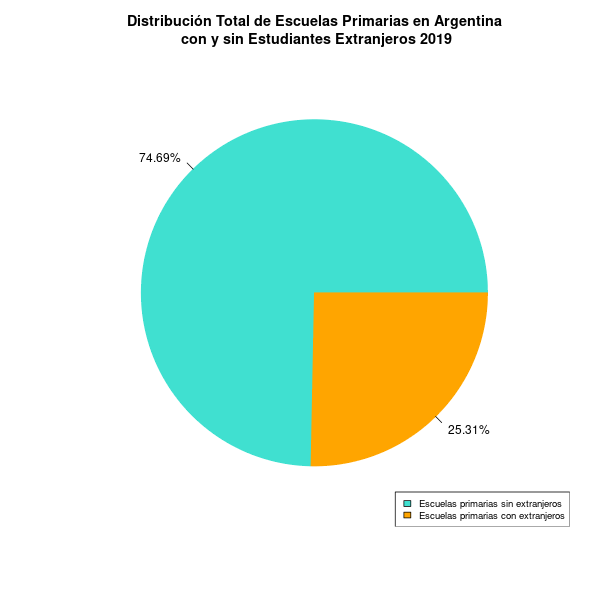 Distribución Total de Escuelas Primarias en Argentina
con y sin Estudiantes Extranjeros 2019
74.69%
25.31%
Escuelas primarias sin extranjeros
Escuelas primarias con extranjeros